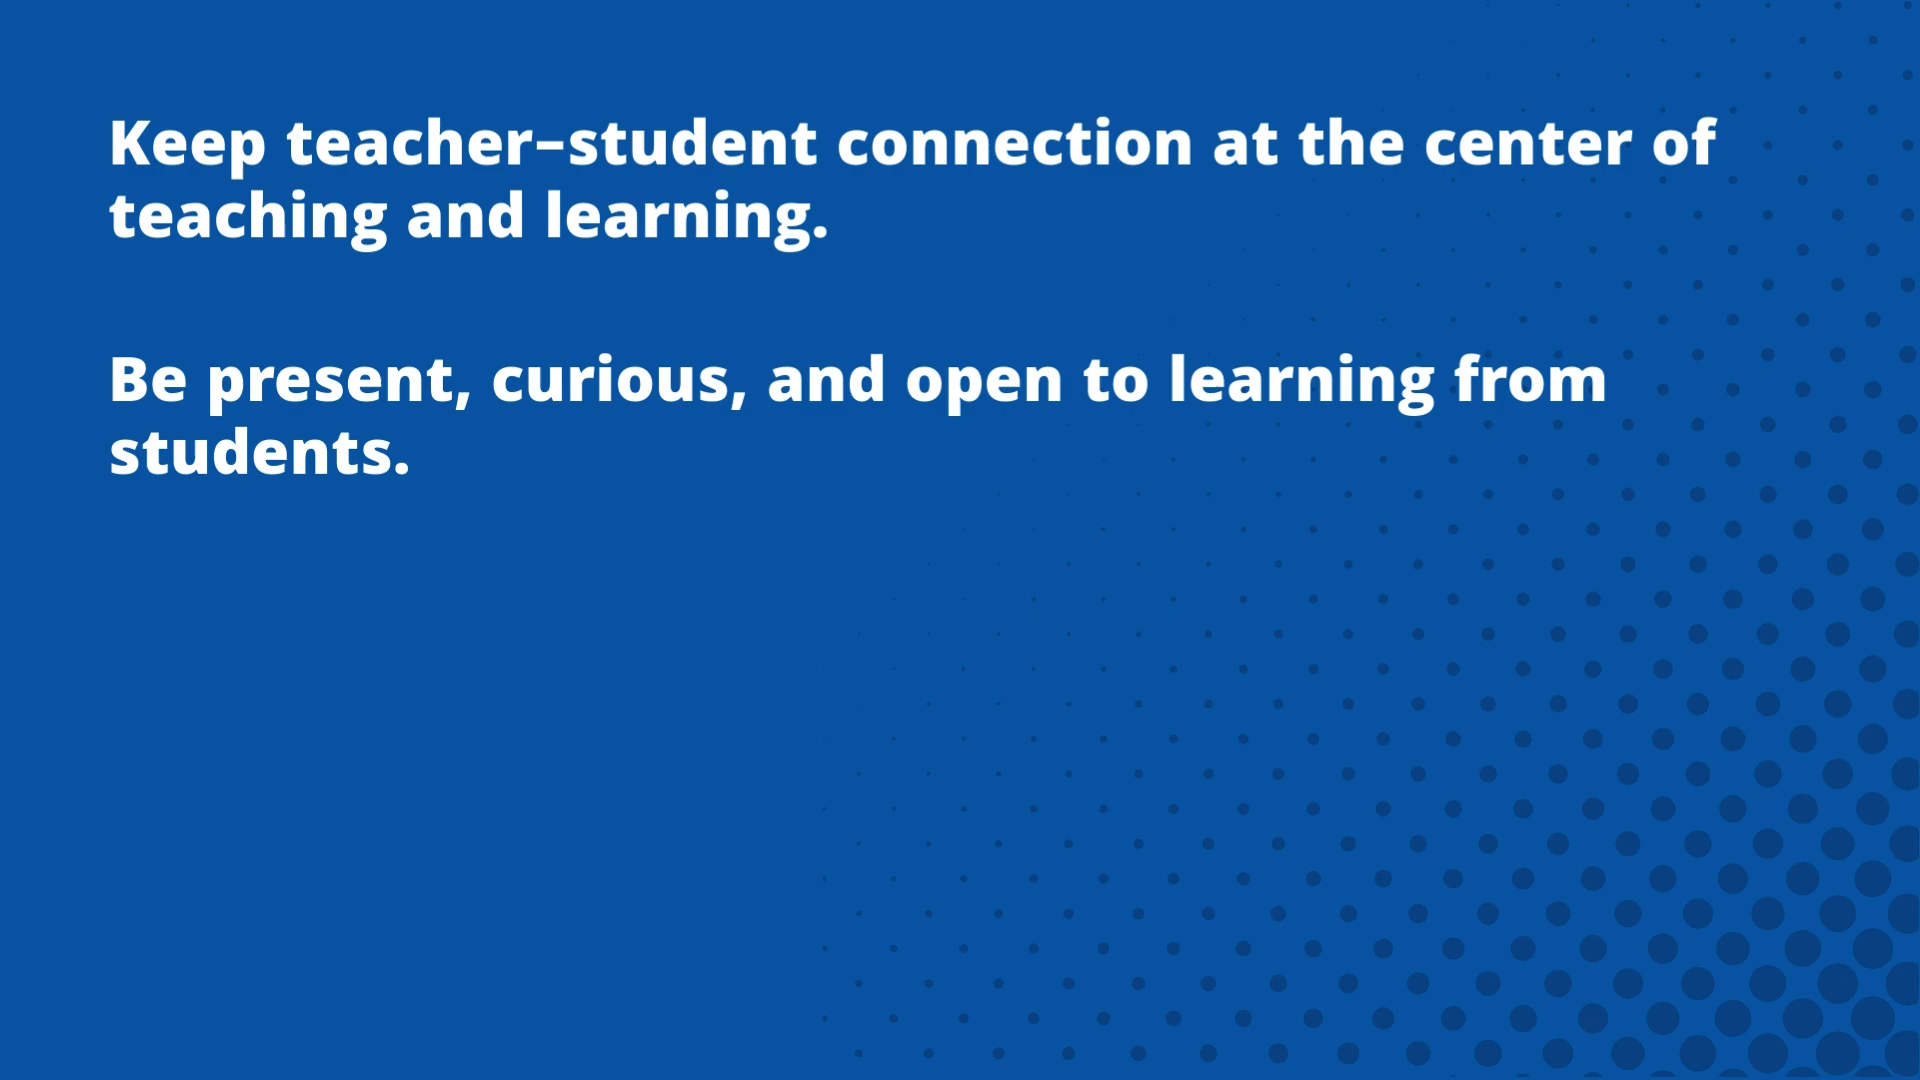 Keep teacher–student connection at the center of
teaching and learning.
Be present, curious, and open to learning from
students.